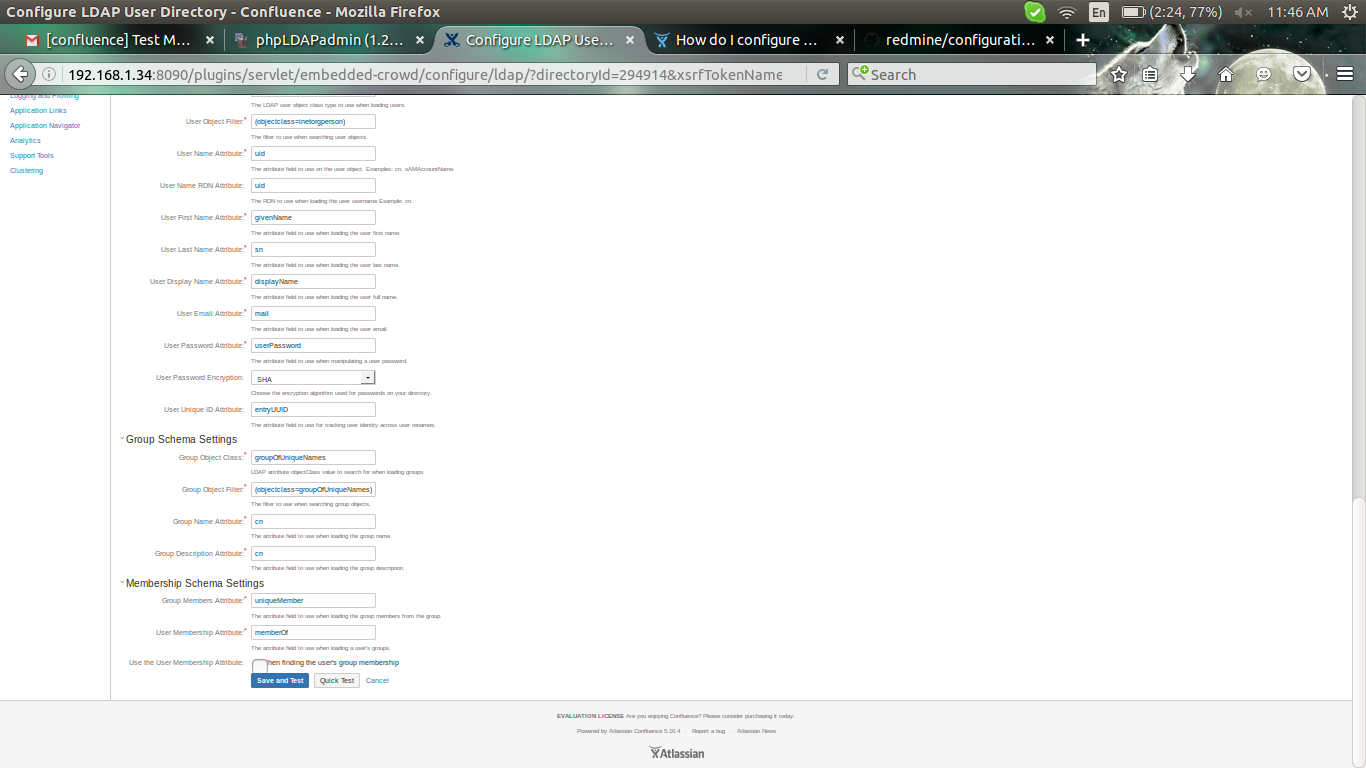 Configure LDAP User Directory - Confluence - Mozilla Firefox
En (2:24, 77%) 11:46 AM
[confluence] Test M... ×
phpLDAPadmin (1.2... ×
Configure LDAP Use... ×
How do I configure ... ×
redmine/configurati... ×
192.168.1.34:8090/plugins/servlet/embedded-crowd/configure/ldap/?directoryId=294914&xsrfTokenName
Search
Logging and Profiling
Application Links
Application Navigator
Analytics
Support Tools
Clustering
The LDAP user object class type to use when loading users.
User Object Filter:* (objectclass=inetorgperson)
The filter to use when searching user objects.
User Name Attribute:* uid
The attribute field to use on the user object. Examples: cn, sAMAccountName.
User Name RDN Attribute: uid
The RDN to use when loading the user username.Example: cn.
User First Name Attribute:* givenName
The attribute field to use when loading the user first name.
User Last Name Attribute:* sn
The attribute field to use when loading the user last name.
User Display Name Attribute:* displayName
The attribute field to use when loading the user full name.
User Email Attribute:* mail
The attribute field to use when loading the user email.
User Password Attribute:* userPassword
The attribute field to use when manipulating a user password.
User Password Encryption: SHA
Choose the encryption algorithm used for passwords on your directory.
User Unique ID Attribute: entryUUID
The attribute field to use for tracking user identity across user renames.
Group Schema Settings
Group Object Class:* groupOfUniqueNames
LDAP attribute objectClass value to search for when loading groups.
Group Object Filter:* (objectclass=groupOfUniqueNames)
The filter to use when searching group objects.
Group Name Attribute:* cn
The attribute field to use when loading the group name.
Group Description Attribute:* cn
The attribute field to use when loading the group description.
Membership Schema Settings
Group Members Attribute:* uniqueMember
The attribute field to use when loading the group members from the group.
User Membership Attribute:* memberOf
The attribute field to use when loading a user's groups.
Use the User Membership Attribute: hen finding the user's group membership
Save and Test Quick Test Cancel
EVALUATION LICENSE Are you enjoying Confluence? Please consider purchasing it today.
Powered by Atlassian Confluence 5.10.4 · Report a bug · Atlassian News
Atlassian